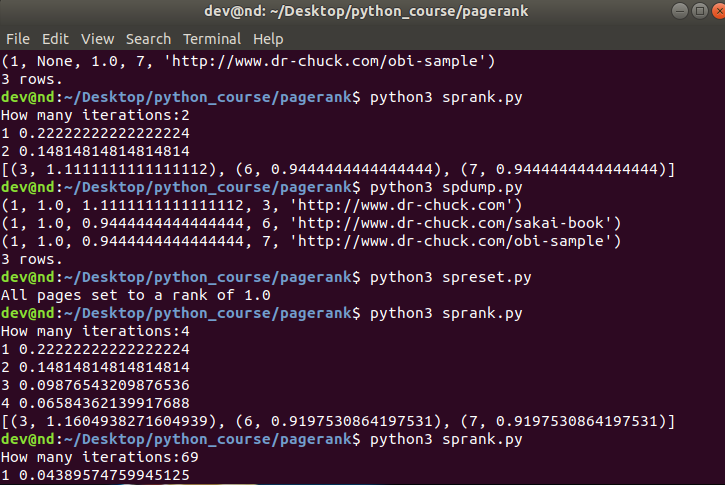 dev@nd: ~/Desktop/python_course/pagerank
File Edit View Search Terminal Help
(1, None, 1.0, 7, 'http://www.dr-chuck.com/obi-sample')
3 rows.
dev@nd:~/Desktop/python_course/pagerank$ python3 sprank.py
How many iterations:2
1 0.22222222222222224
2 0.14814814814814814
[(3, 1.1111111111111112), (6, 0.9444444444444444), (7, 0.9444444444444444)]
dev@nd:~/Desktop/python_course/pagerank$ python3 spdump.py
(1, 1.0, 1.1111111111111112, 3, 'http://www.dr-chuck.com')
(1, 1.0, 0.9444444444444444, 6, 'http://www.dr-chuck.com/sakai-book')
(1, 1.0, 0.9444444444444444, 7, 'http://www.dr-chuck.com/obi-sample')
3 rows.
dev@nd:~/Desktop/python_course/pagerank$ python3 spreset.py
All pages set to a rank of 1.0
dev@nd:~/Desktop/python_course/pagerank$ python3 sprank.py
How many iterations:4
1 0.22222222222222224
2 0.14814814814814814
3 0.09876543209876536
4 0.06584362139917688
[(3, 1.1604938271604939), (6, 0.9197530864197531), (7, 0.9197530864197531)]
dev@nd:~/Desktop/python_course/pagerank$ python3 sprank.py
How many iterations:69
1 0.04389574759945125